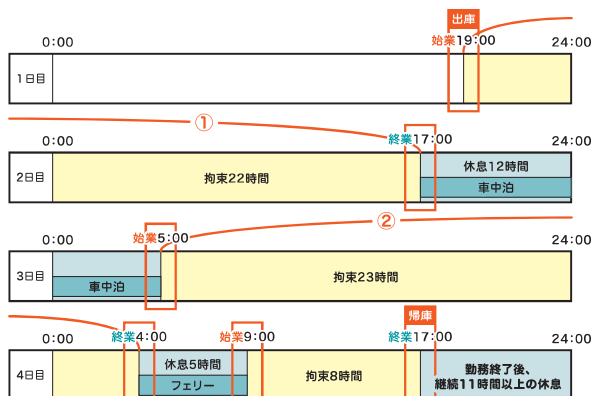 出庫
0:00 始業19:00 24:00
1日目
①
0:00 終業17:00 24:00
2日目 拘束22時間 休息12時間
車中泊
②
0:00 始業5:00 24:00
3日目 車中泊 拘束23時間
帰庫
0:00 終業4:00 始業9:00 終業17:00 24:00
4日目 休息5時間 拘束8時間 勤務終了後、
フェリー 継続11時間以上の休息